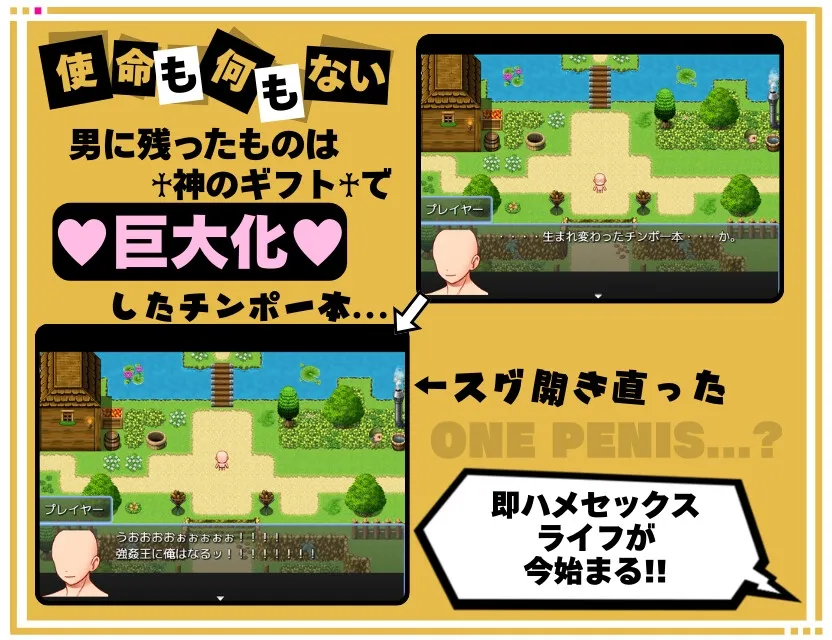 使命も何もない
男に残ったものは
♰神のギフト♰で
♥巨大化♥
したチンポ一本…
プレイヤー
・・・・・・・生まれ変わったチンポ一本・・・か。
←スグ開き直った
ONE PENIS...?
プレイヤー
うおおおおぉぉぉぉぉ！！！！
強姦王に俺はなるッ！！！！！！！！
即ハメセックス
ライフが
今始まる!!